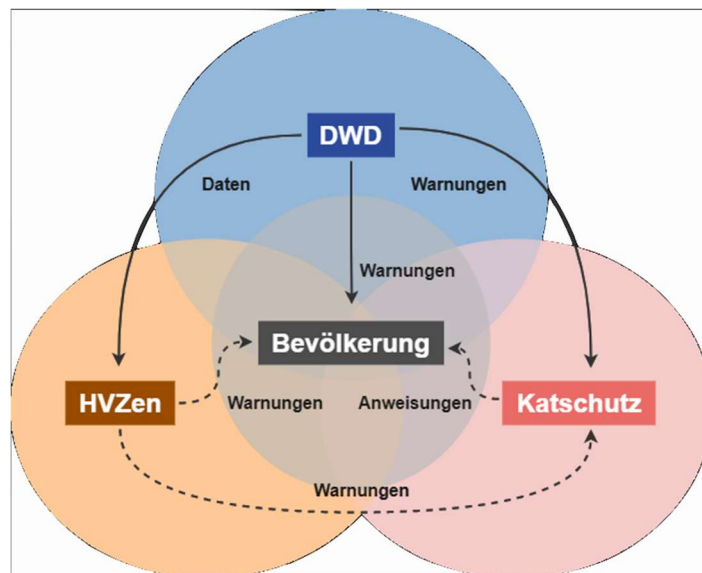 DWD
Daten
Warnungen
Warnungen
Bevölkerung
HVZen
Warnungen
Anweisungen
Katschutz
Warnungen